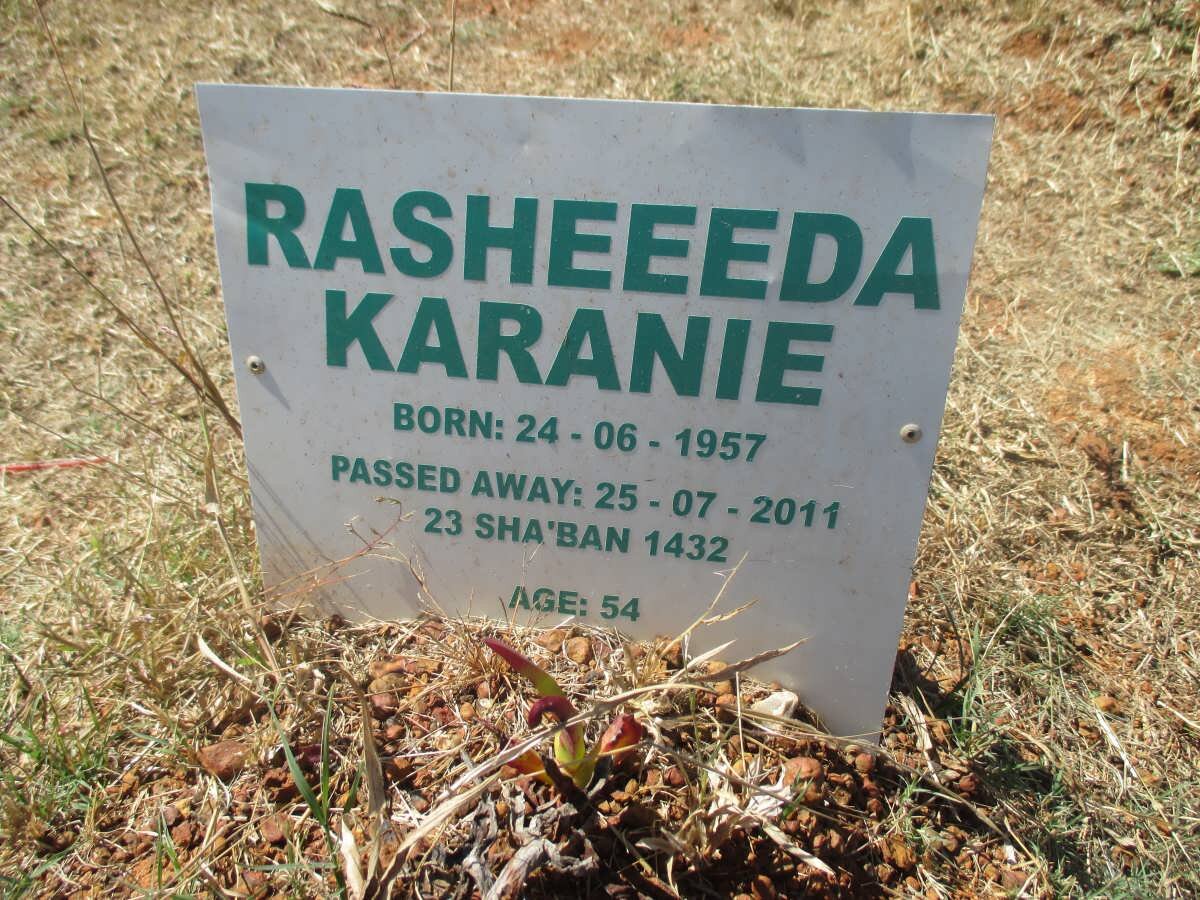 RASHEEEDA
KARANIE
BORN: 24 - 06 - 1957
PASSED AWAY: 25 - 07 - 2011
23 SHA'BAN 1432
AGE: 54